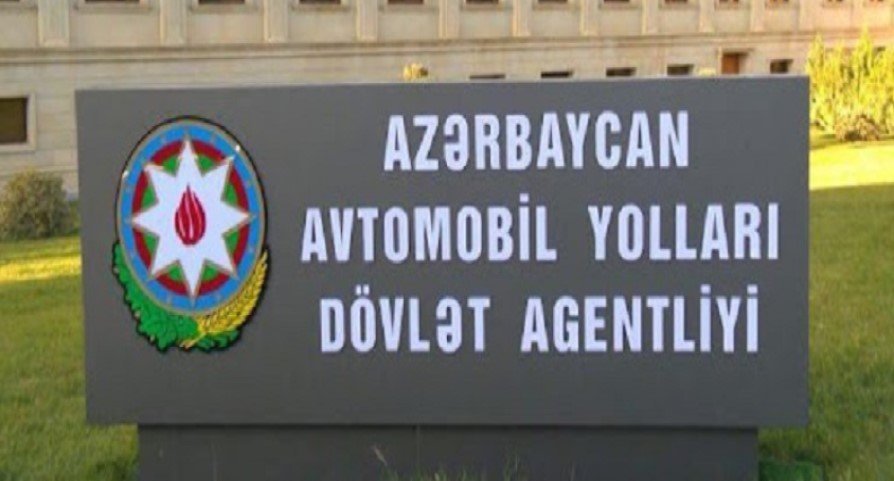 AZƏRBAYCAN
AVTOMOBİL YOLLARI
DÖVLƏT AGENTLİYİ